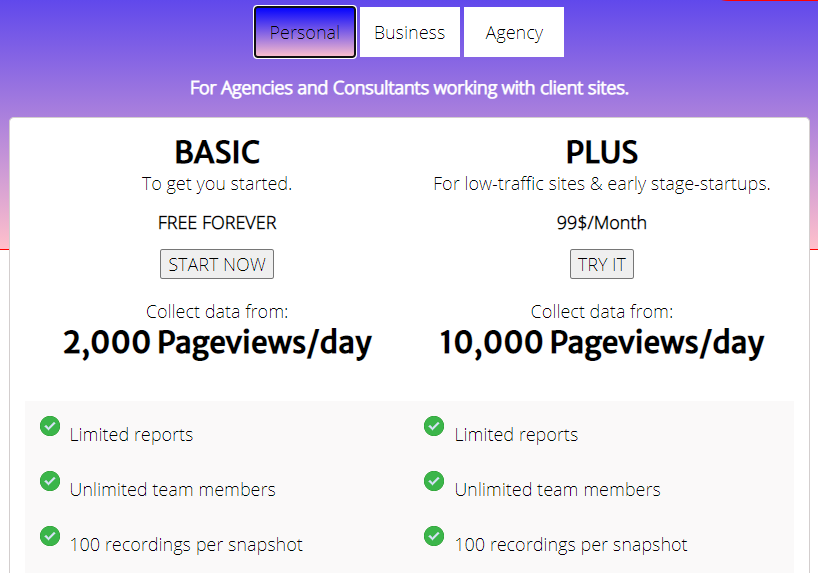 Personal Business Agency
For Agencies and Consultants working with client sites.
BASIC
To get you started.
FREE FOREVER
START NOW
Collect data from:
2,000 Pageviews/day
Limited reports
Unlimited team members
100 recordings per snapshot
PLUS
For low-traffic sites & early stage-startups.
99$/Month
TRY IT
Collect data from:
10,000 Pageviews/day
Limited reports
Unlimited team members
100 recordings per snapshot